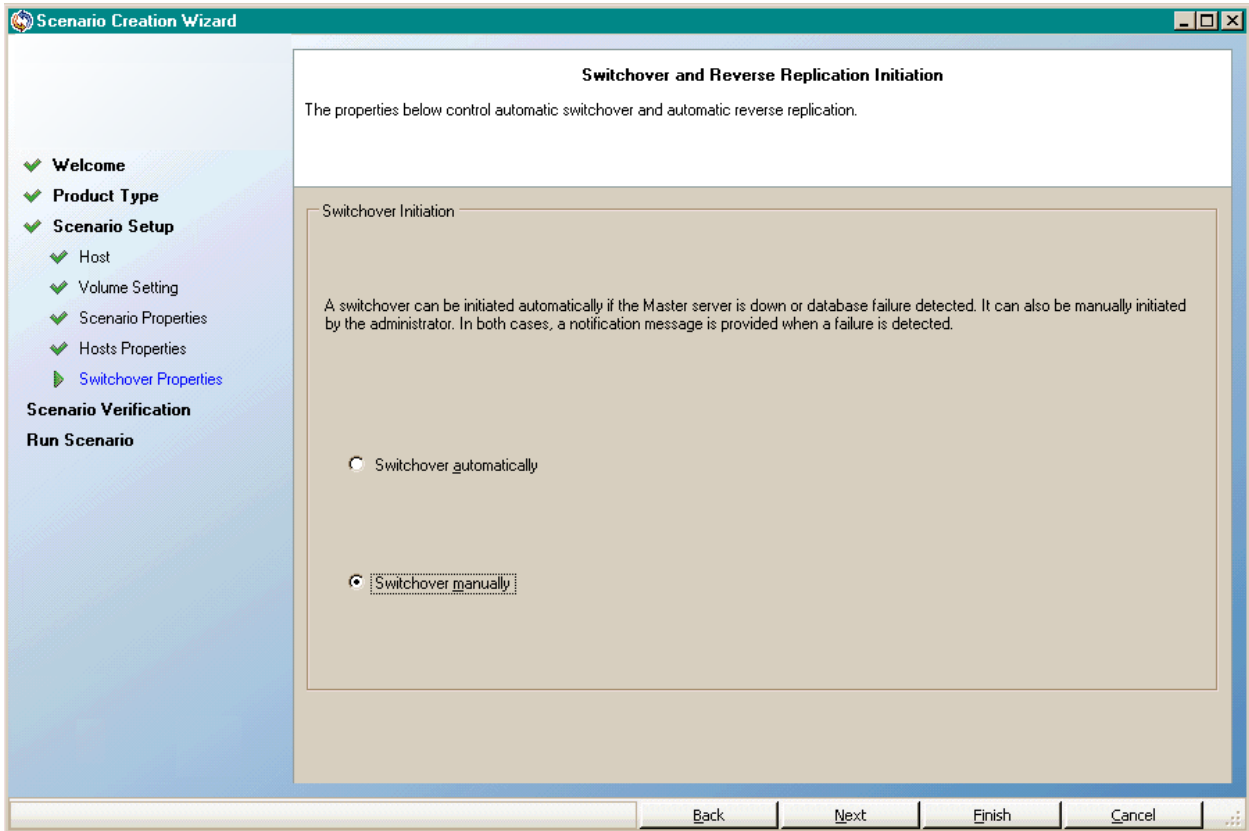 Scenario Creation Wizard
Switchover and Reverse Replication Initiation
The properties below control automatic switchover and automatic reverse replication.
Welcome
Product Type
Scenario Setup
Host
Volume Setting
Scenario Properties
Hosts Properties
Switchover Properties
Scenario Verification
Run Scenario
Switchover Initiation
A switchover can be initiated automatically if the Master server is down or database failure detected. It can also be manually initiated
by the administrator. In both cases, a notification message is provided when a failure is detected.
Switchover automatically
Switchover manually
Back
Next
Finish
Cancel